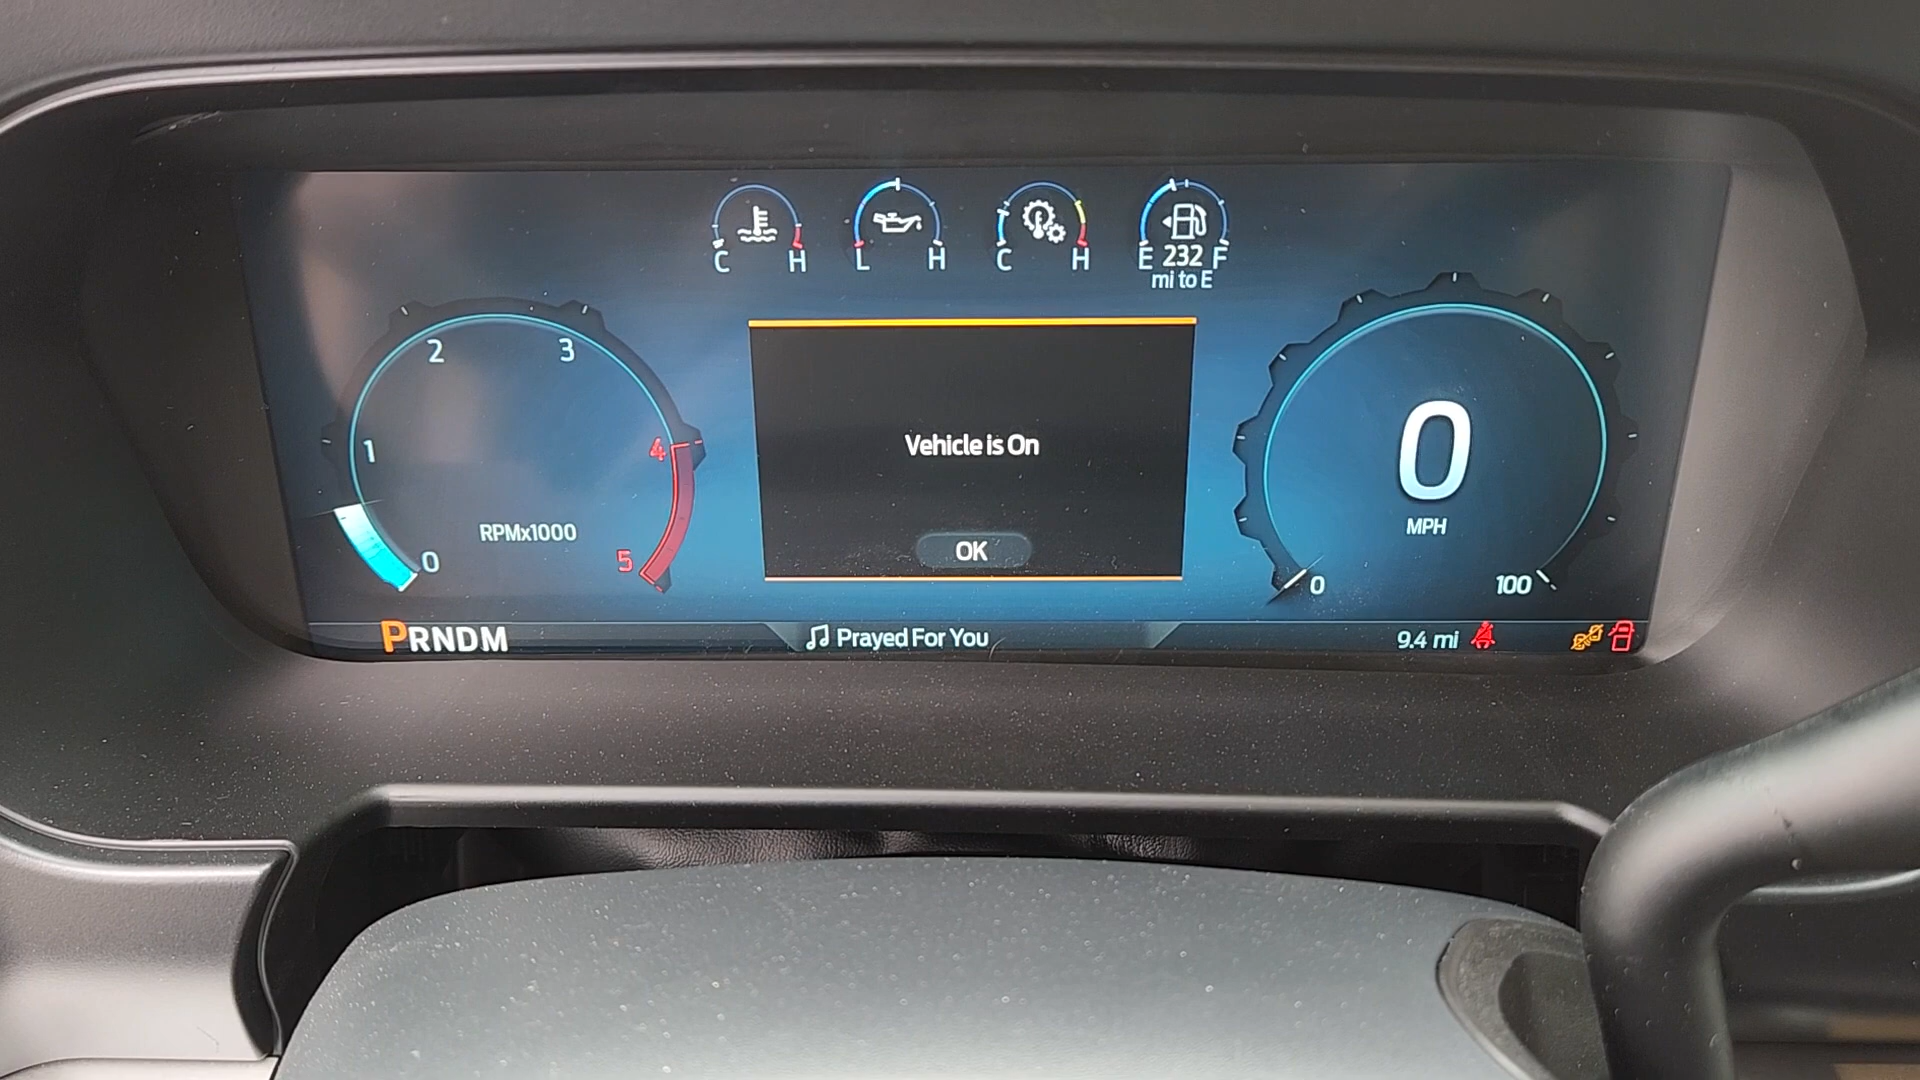 C H L H C H E 232 F
mi to E
2 3
1 4
RPMx1000
0 5
Vehicle is On
OK
0
MPH
0 100
PRNDM
Prayed For You
9.4 mi